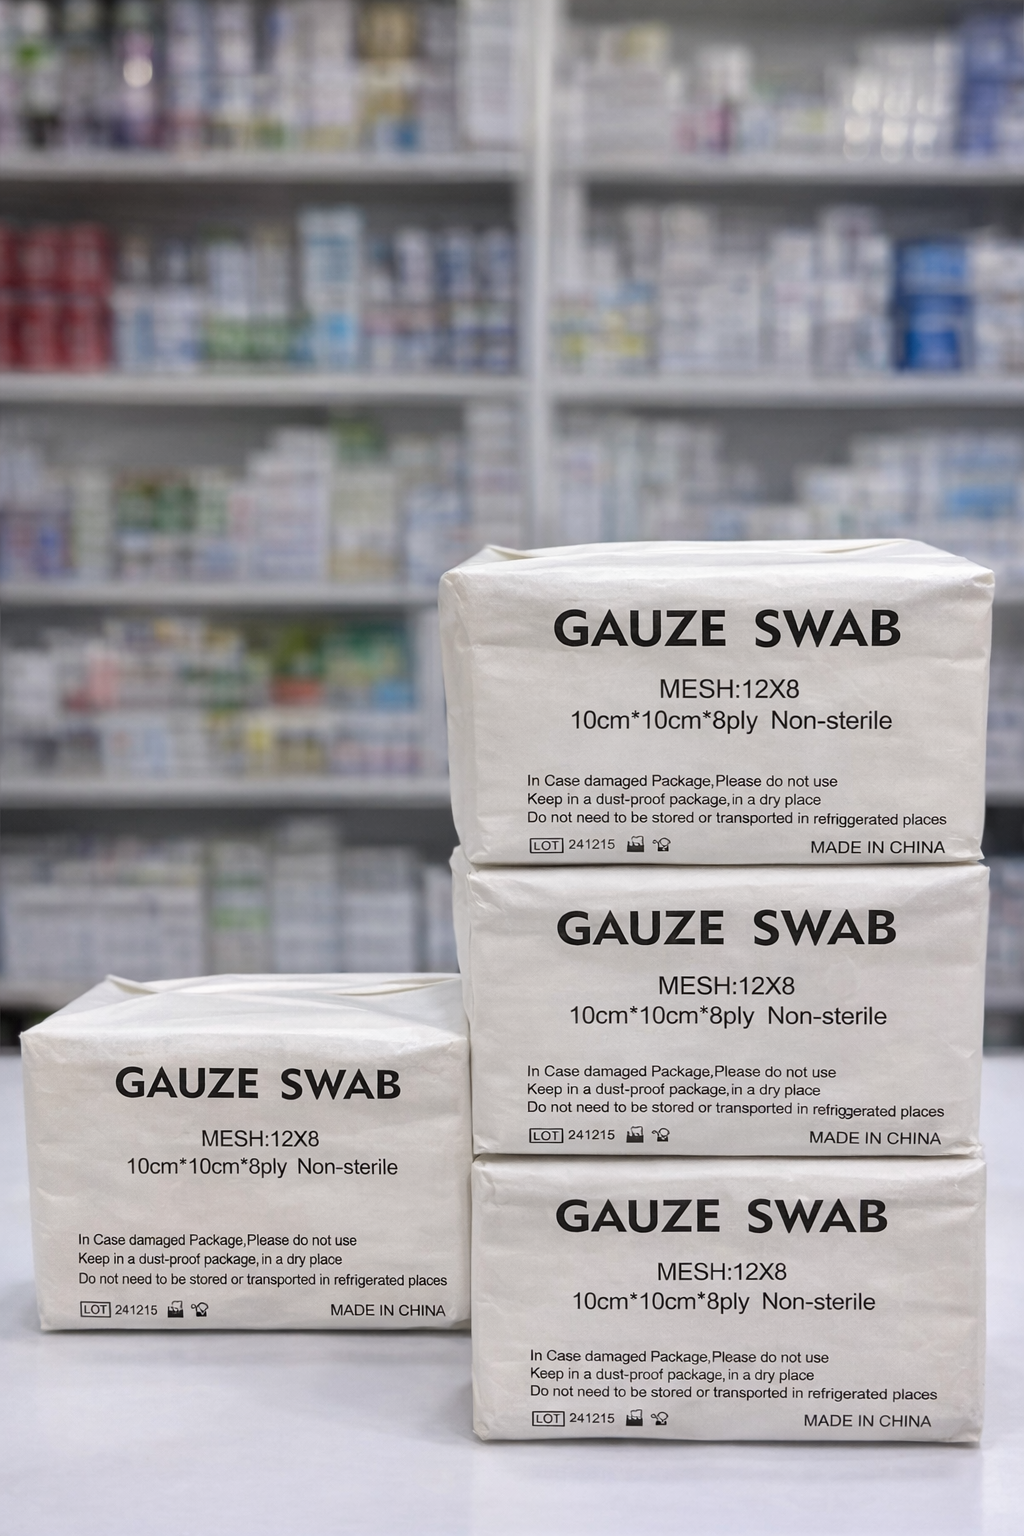 GAUZE SWAB
MESH:12X8
10cm*10cm*8ply Non-sterile
In Case damaged Package,Please do not use
Keep in a dust-proof package,in a dry place
Do not need to be stored or transported in refriggerated places
LOT 241215
MADE IN CHINA
GAUZE SWAB
MESH:12X8
10cm*10cm*8ply Non-sterile
In Case damaged Package,Please do not use
Keep in a dust-proof package,in a dry place
Do not need to be stored or transported in refriggerated places
LOT 241215
MADE IN CHINA
GAUZE SWAB
MESH:12X8
10cm*10cm*8ply Non-sterile
In Case damaged Package,Please do not use
Keep in a dust-proof package,in a dry place
Do not need to be stored or transported in refrigerated places
LOT 241215
MADE IN CHINA
GAUZE SWAB
MESH:12X8
10cm*10cm*8ply Non-sterile
In Case damaged Package,Please do not use
Keep in a dust-proof package,in a dry place
Do not need to be stored or transported in refrigerated places
LOT 241215
MADE IN CHINA